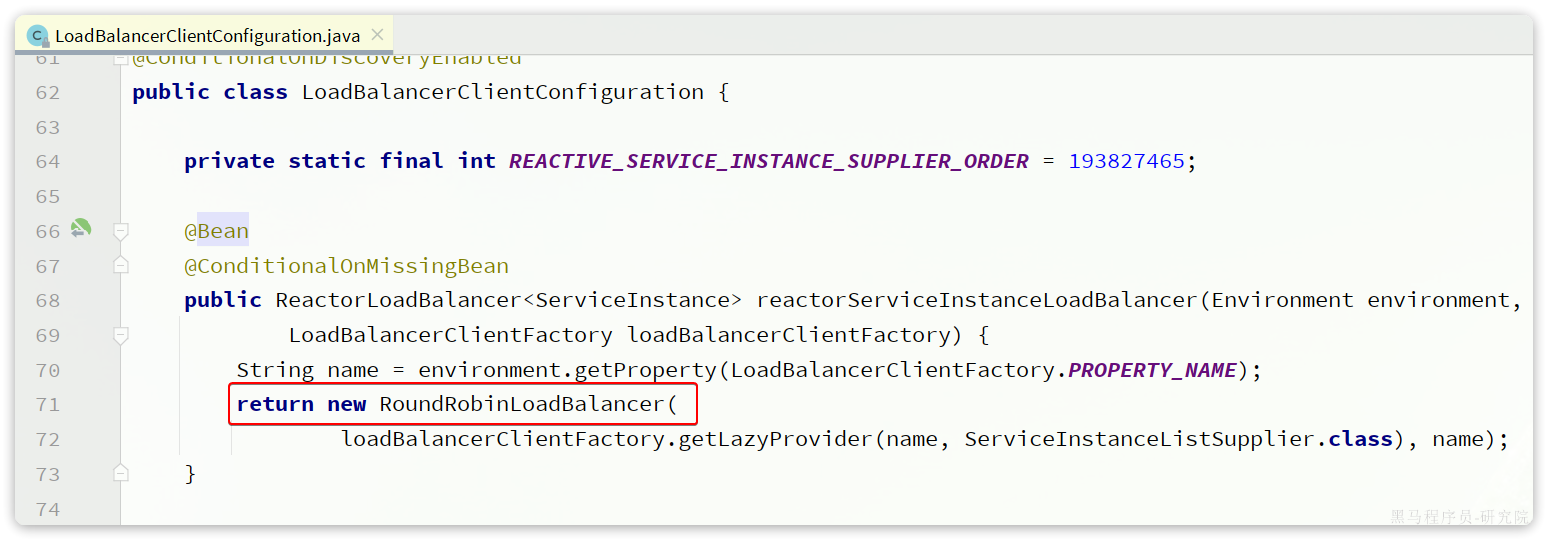 LoadBalancerClientConfiguration.java
61 @ConditionalOnDiscoveryEnabled
62 public class LoadBalancerClientConfiguration {
63
64 private static final int REACTIVE_SERVICE_INSTANCE_SUPPLIER_ORDER = 193827465;
65
66 @Bean
67 @ConditionalOnMissingBean
68 public ReactorLoadBalancer<ServiceInstance> reactorServiceInstanceLoadBalancer(Environment environment,
69 LoadBalancerClientFactory loadBalancerClientFactory) {
70 String name = environment.getProperty(LoadBalancerClientFactory.PROPERTY_NAME);
71 return new RoundRobinLoadBalancer(
72 loadBalancerClientFactory.getLazyProvider(name, ServiceInstanceListSupplier.class), name);
73 }
74
黑马程序员-研究院